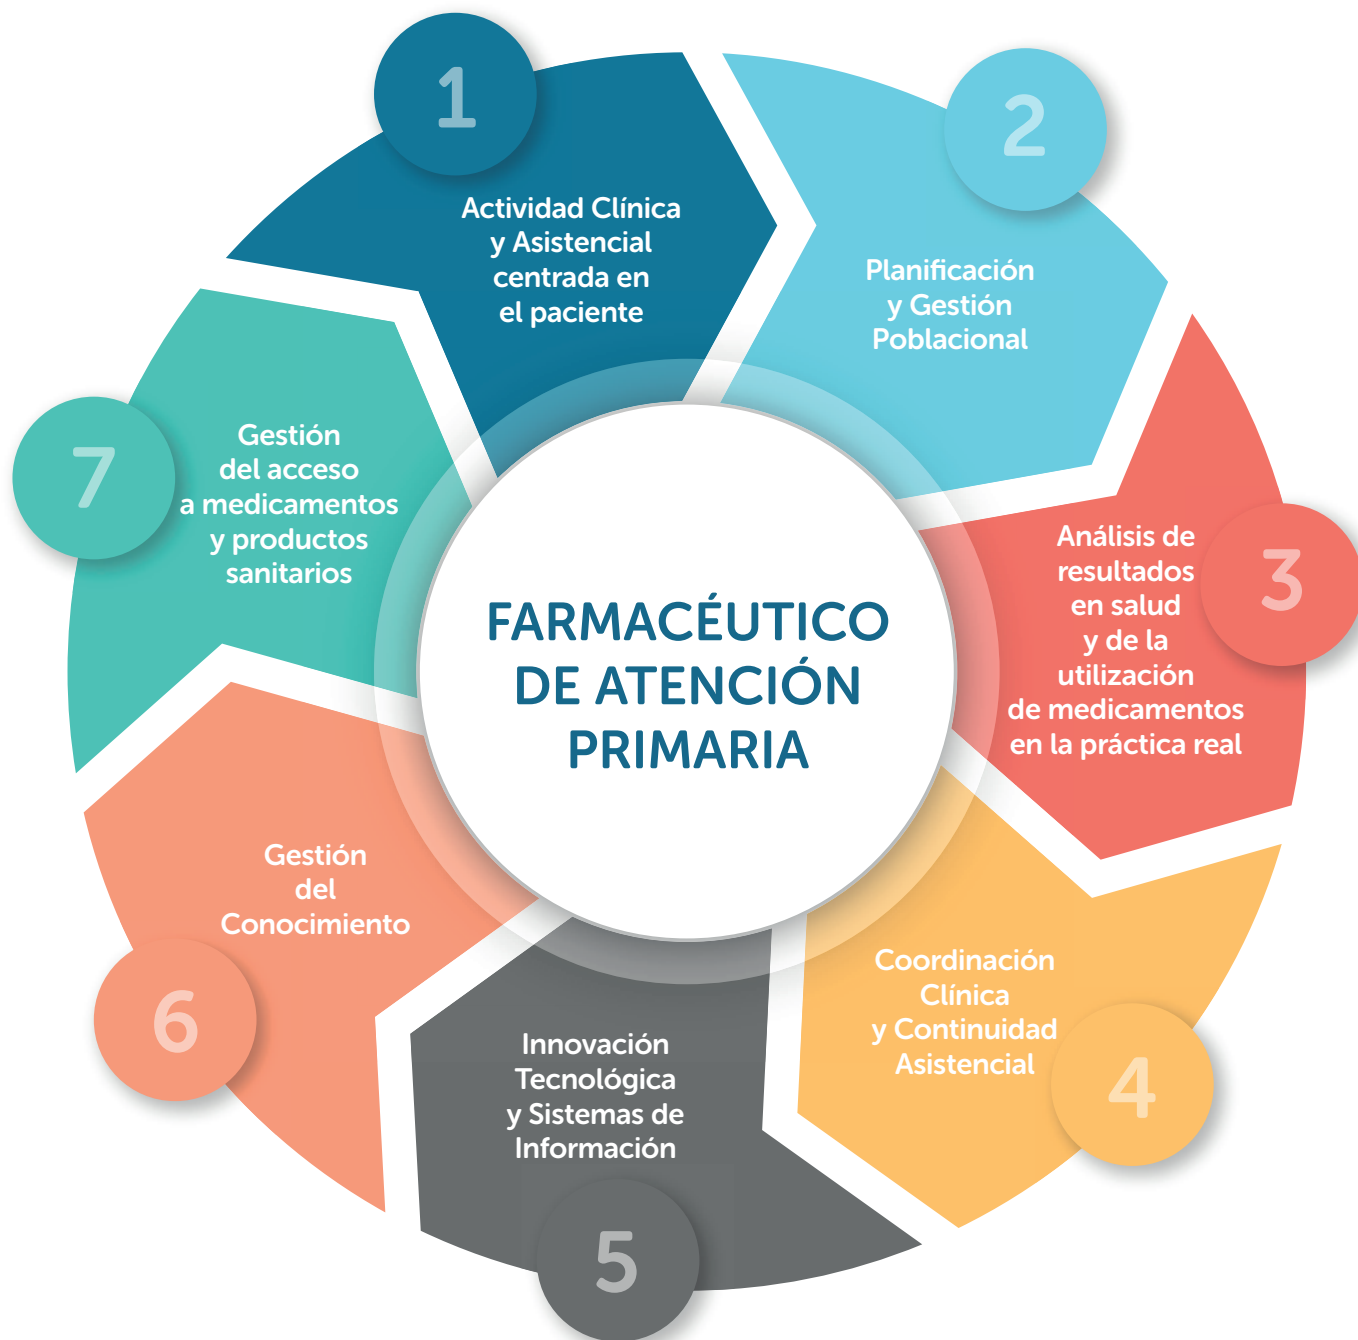 1
Actividad Clínica
y Asistencial
centrada en
el paciente
2
Planificación
y Gestión
Poblacional
3
Análisis de
resultados
en salud
y de la
utilización
de medicamentos
en la práctica real
4
Coordinación
Clínica
y Continuidad
Asistencial
5
Innovación
Tecnológica
y Sistemas de
Información
6
Gestión
del
Conocimiento
7
Gestión
del acceso
a medicamentos
y productos
sanitarios
FARMACÉUTICO
DE ATENCIÓN
PRIMARIA